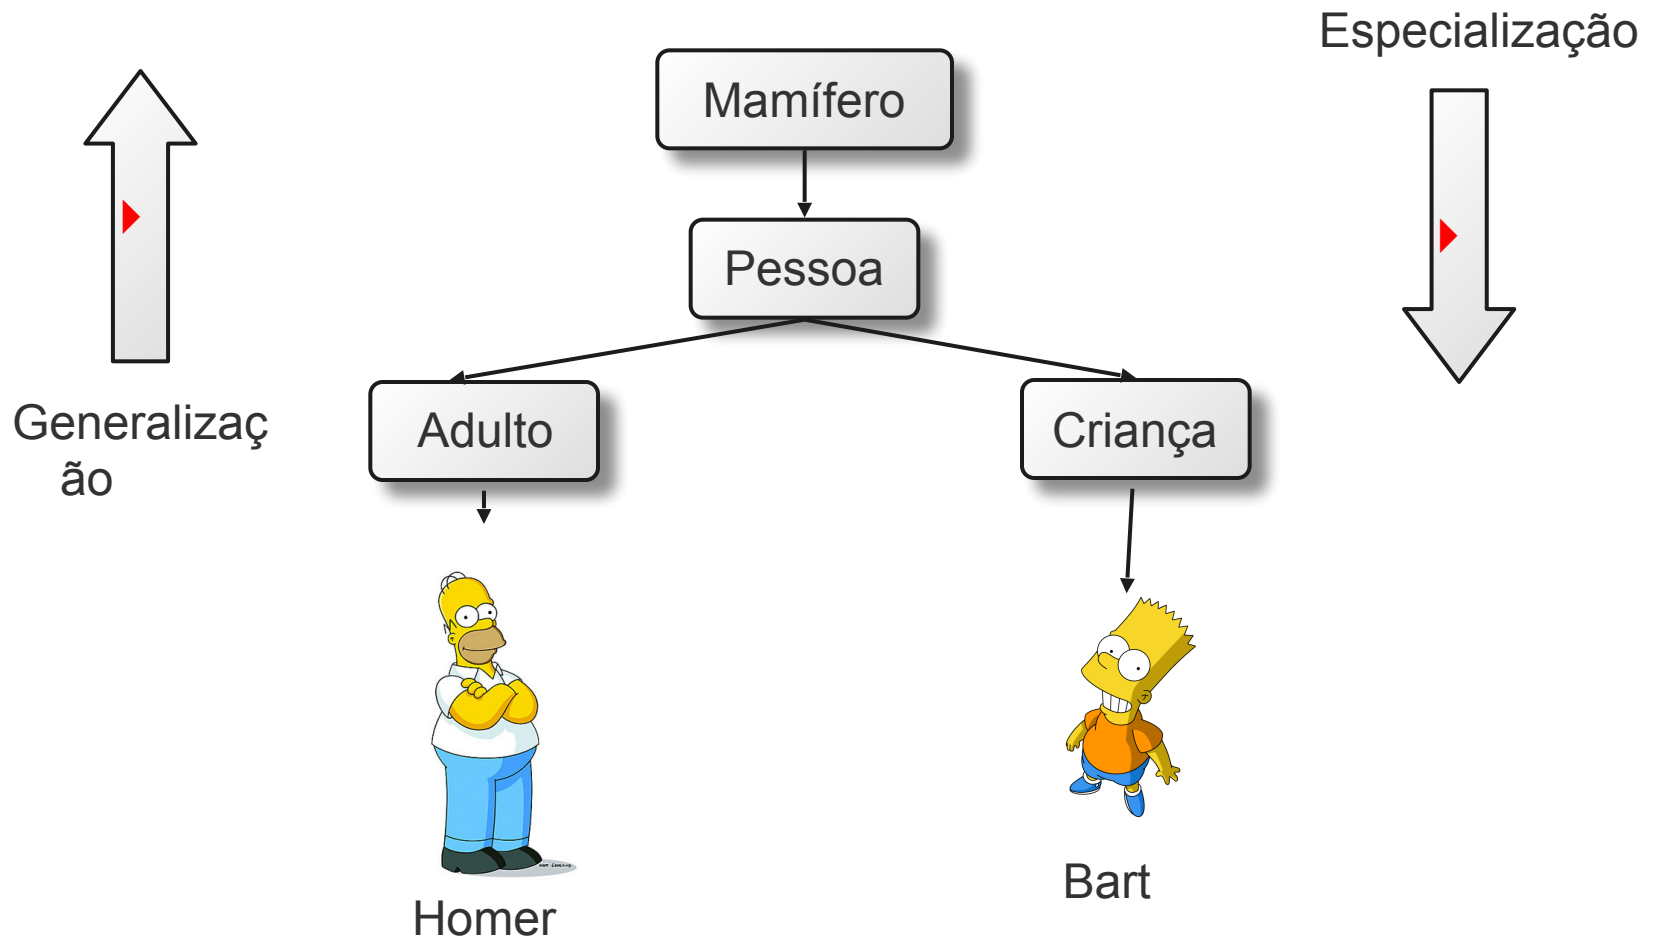 Especialização
Mamífero
Pessoa
Generalizaç
ão
Adulto
Criança
Bart
Homer